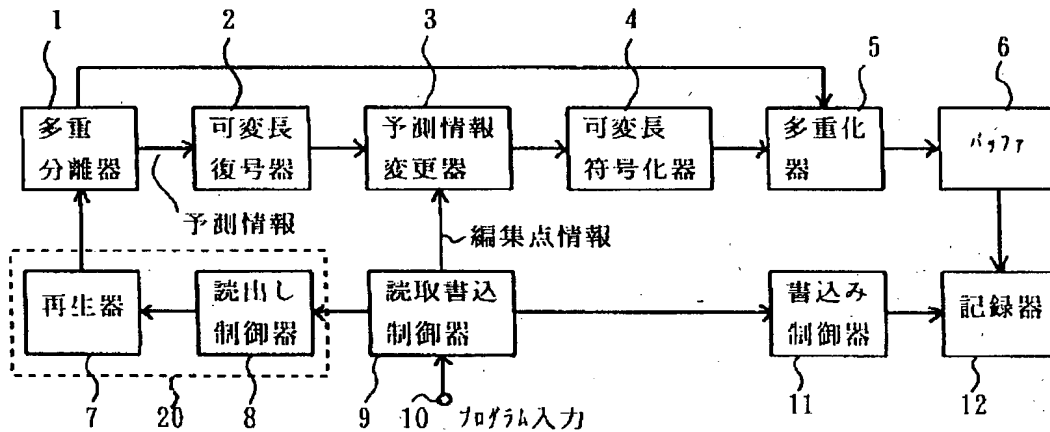 1
2
3
4
5
6
多重
分離器
可変長
復号器
予測情報
変更器
可変長
符号化器
多重化
器
バッファ
予測情報
編集点情報
再生器
読出し
制御器
読取書込
制御器
書込み
制御器
記録器
7
20
8
9
10
プログラム入力
11
12